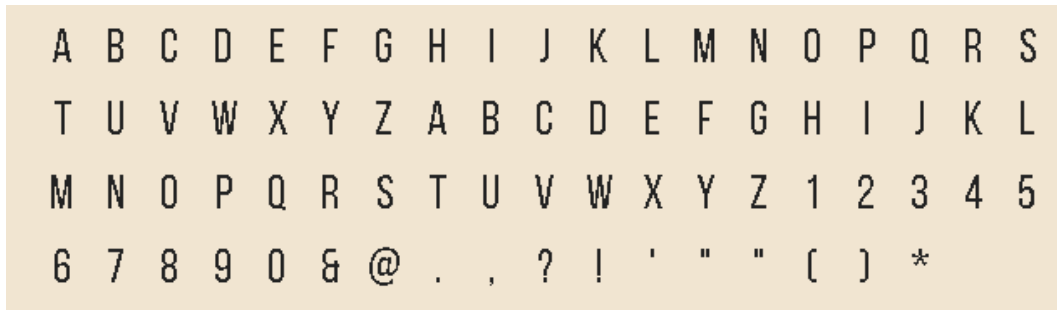 A B C D E F G H I J K L M N O P Q R S
T U V W X Y Z A B C D E F G H I J K L
M N O P Q R S T U V W X Y Z 1 2 3 4 5
6 7 8 9 0 & @ . , ? ! ' " " ( ) *